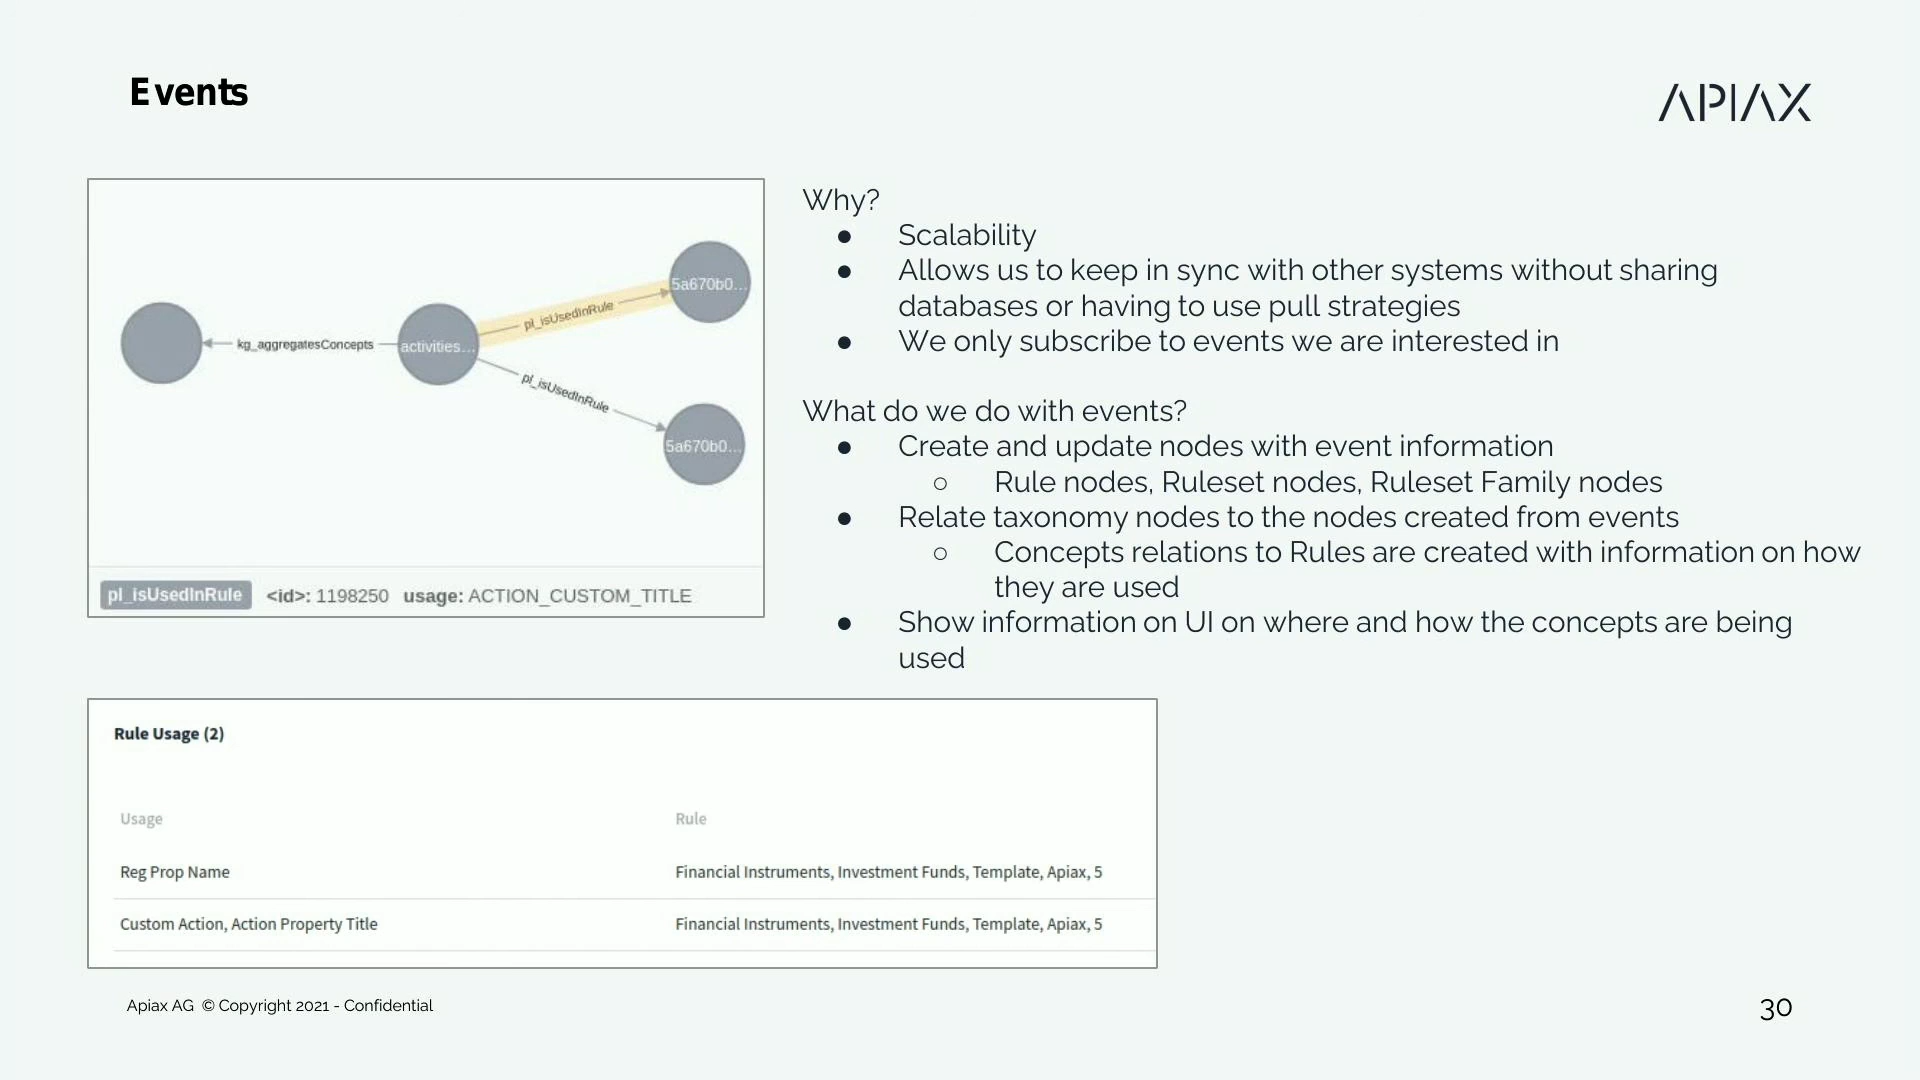 Events
APIAX
5a670b0...
pl_isUsedInRule
kg_aggregatesConcepts
activities...
pl_isUsedInRule
5a670b0...
pl_isUsedInRule <id>: 1198250 usage: ACTION_CUSTOM_TITLE
Why?
● Scalability
● Allows us to keep in sync with other systems without sharing
databases or having to use pull strategies
● We only subscribe to events we are interested in
What do we do with events?
● Create and update nodes with event information
○ Rule nodes, Ruleset nodes, Ruleset Family nodes
● Relate taxonomy nodes to the nodes created from events
○ Concepts relations to Rules are created with information on how
they are used
● Show information on UI on where and how the concepts are being
used
Rule Usage (2)
Usage Rule
Reg Prop Name Financial Instruments, Investment Funds, Template, Apiax, 5
Custom Action, Action Property Title Financial Instruments, Investment Funds, Template, Apiax, 5
Apiax AG © Copyright 2021 - Confidential
30